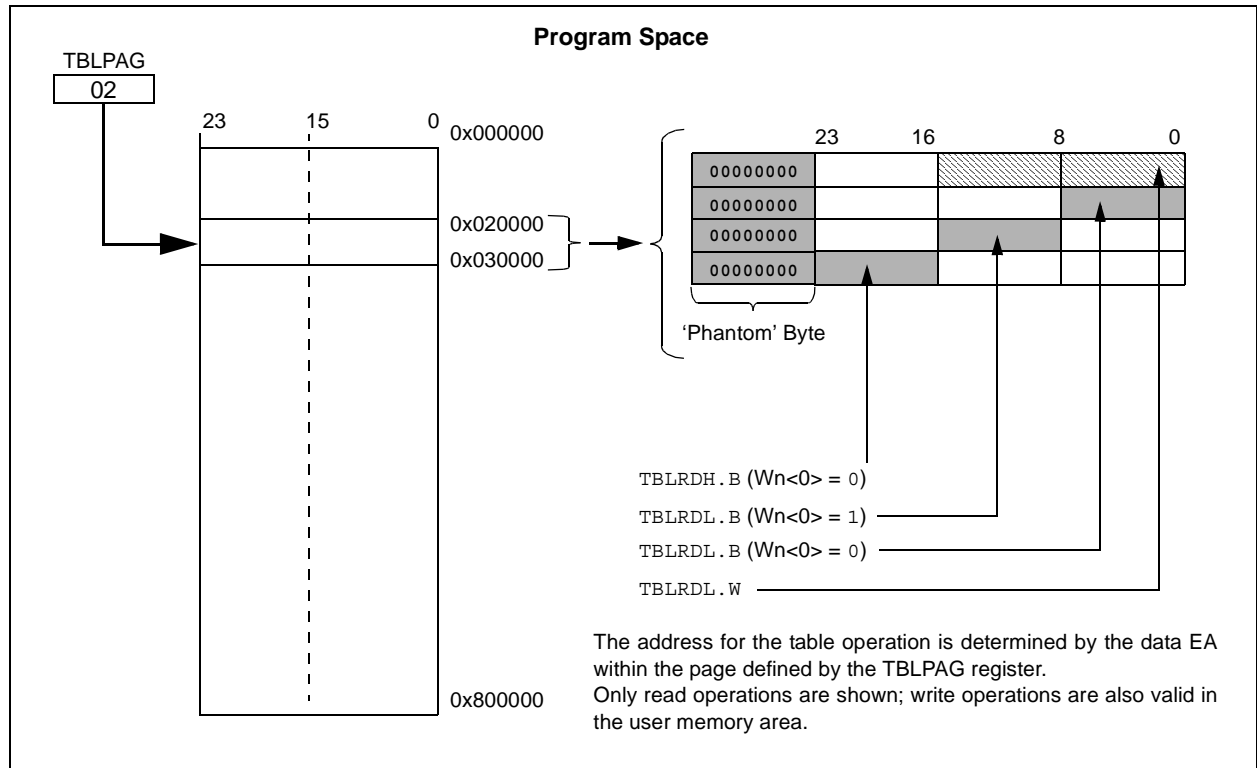 Program Space
TBLPAG
02
23 15 0
0x000000
0x020000
0x030000
0x800000
23 16 8 0
00000000
00000000
00000000
00000000
‘Phantom’ Byte
TBLRDH.B (Wn<0> = 0)
TBLRDL.B (Wn<0> = 1)
TBLRDL.B (Wn<0> = 0)
TBLRDL.W
The address for the table operation is determined by the data EA
within the page defined by the TBLPAG register.
Only read operations are shown; write operations are also valid in
the user memory area.